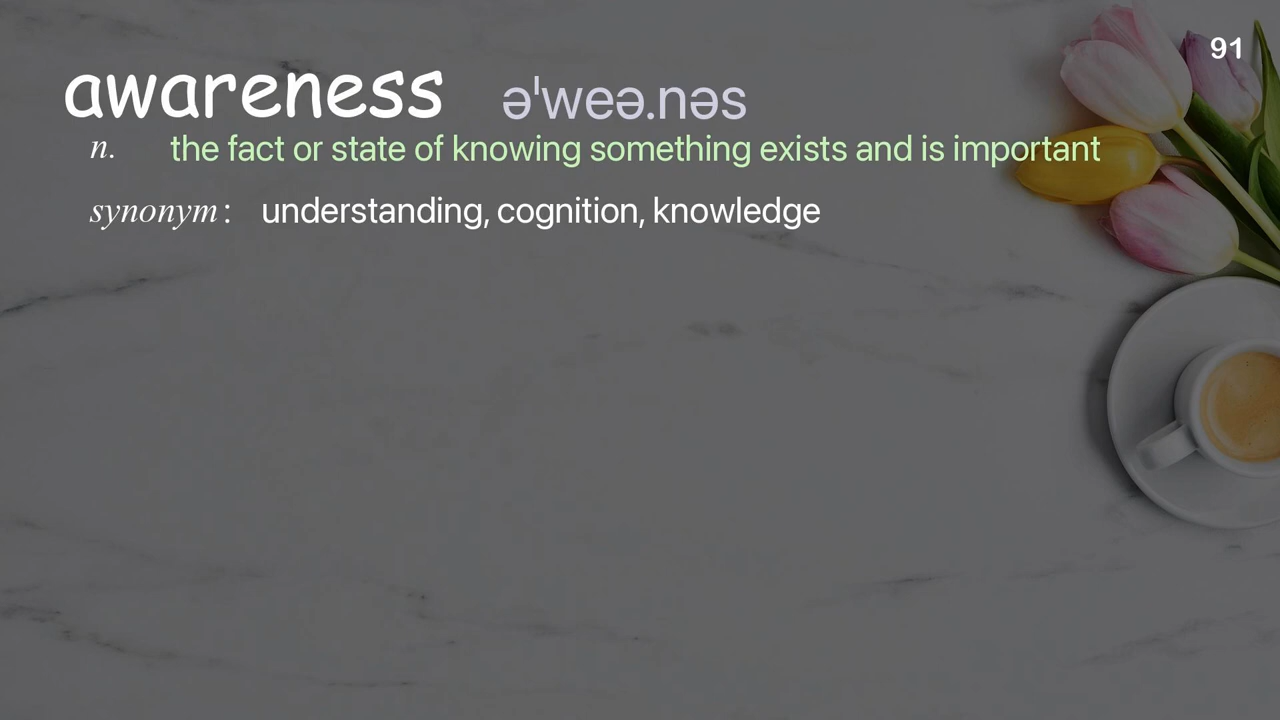 91
awareness əˈweə.nəs
n. the fact or state of knowing something exists and is important
synonym: understanding, cognition, knowledge